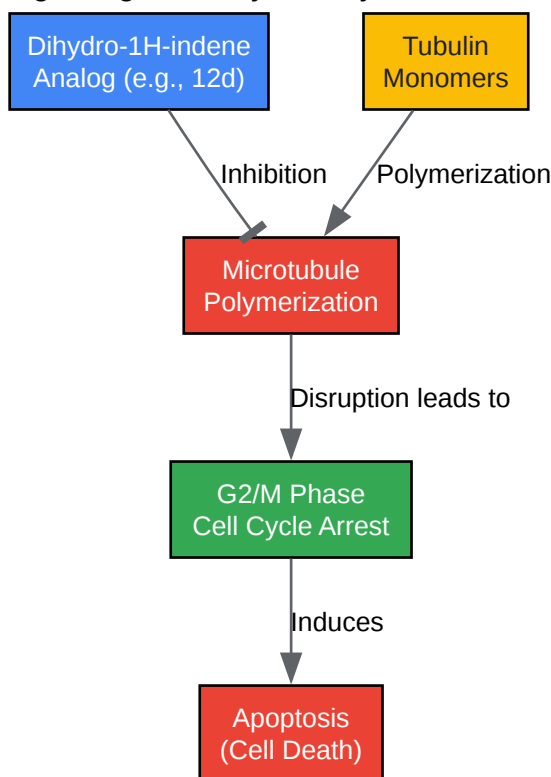 Dihydro-1H-indene
Analog (e.g., 12d)
Tubulin
Monomers
Inhibition
Polymerization
Microtubule
Polymerization
Disruption leads to
G2/M Phase
Cell Cycle Arrest
Induces
Apoptosis
(Cell Death)